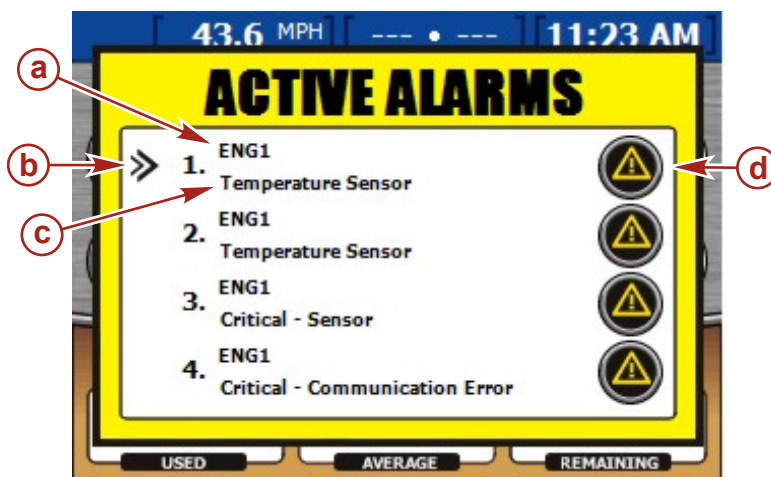 43.6 MPH --- • --- 11:23 AM
ACTIVE ALARMS
a
b
c
d
1. ENG1
Temperature Sensor
2. ENG1
Temperature Sensor
3. ENG1
Critical - Sensor
4. ENG1
Critical - Communication Error
USED AVERAGE REMAINING